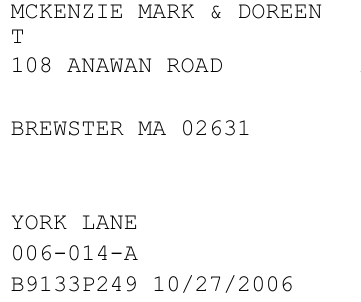 MCKENZIE MARK & DOREEN
T
108 ANAWAN ROAD
BREWSTER MA 02631
YORK LANE
006-014-A
B9133P249 10/27/2006